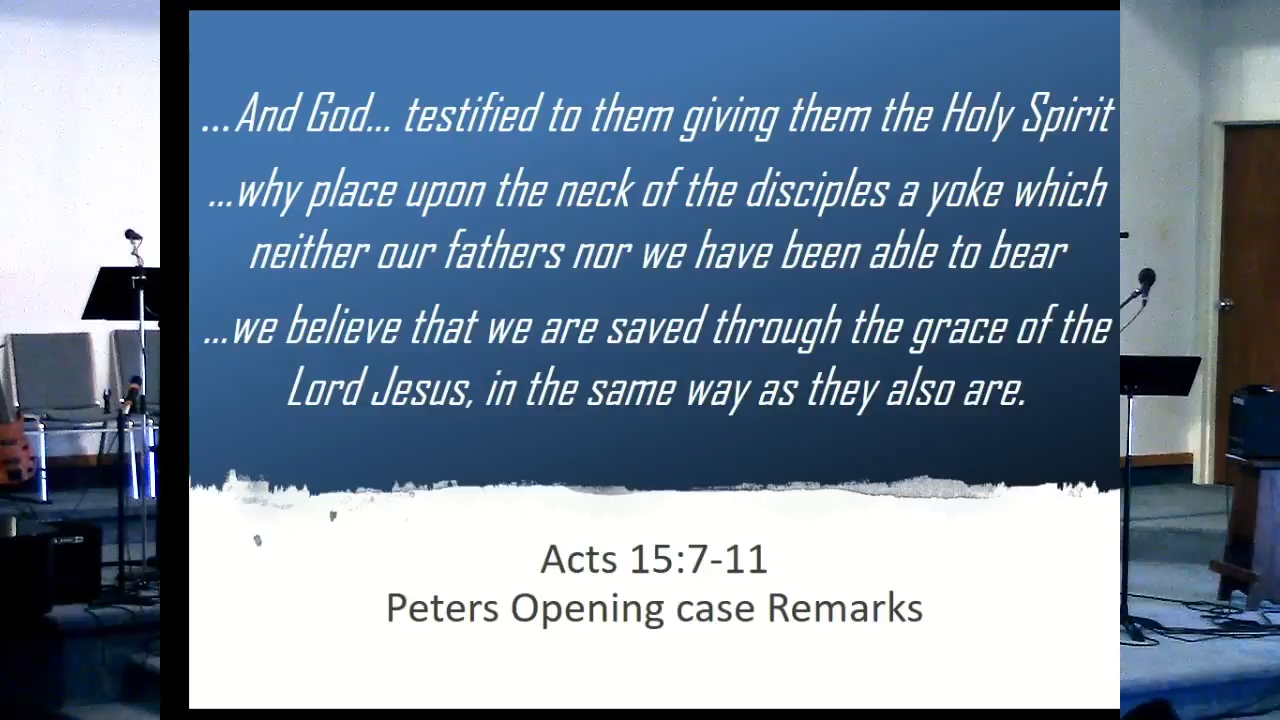 ...And God... testified to them giving them the Holy Spirit
...why place upon the neck of the disciples a yoke which
neither our fathers nor we have been able to bear
...we believe that we are saved through the grace of the
Lord Jesus, in the same way as they also are.
Acts 15:7-11
Peters Opening case Remarks